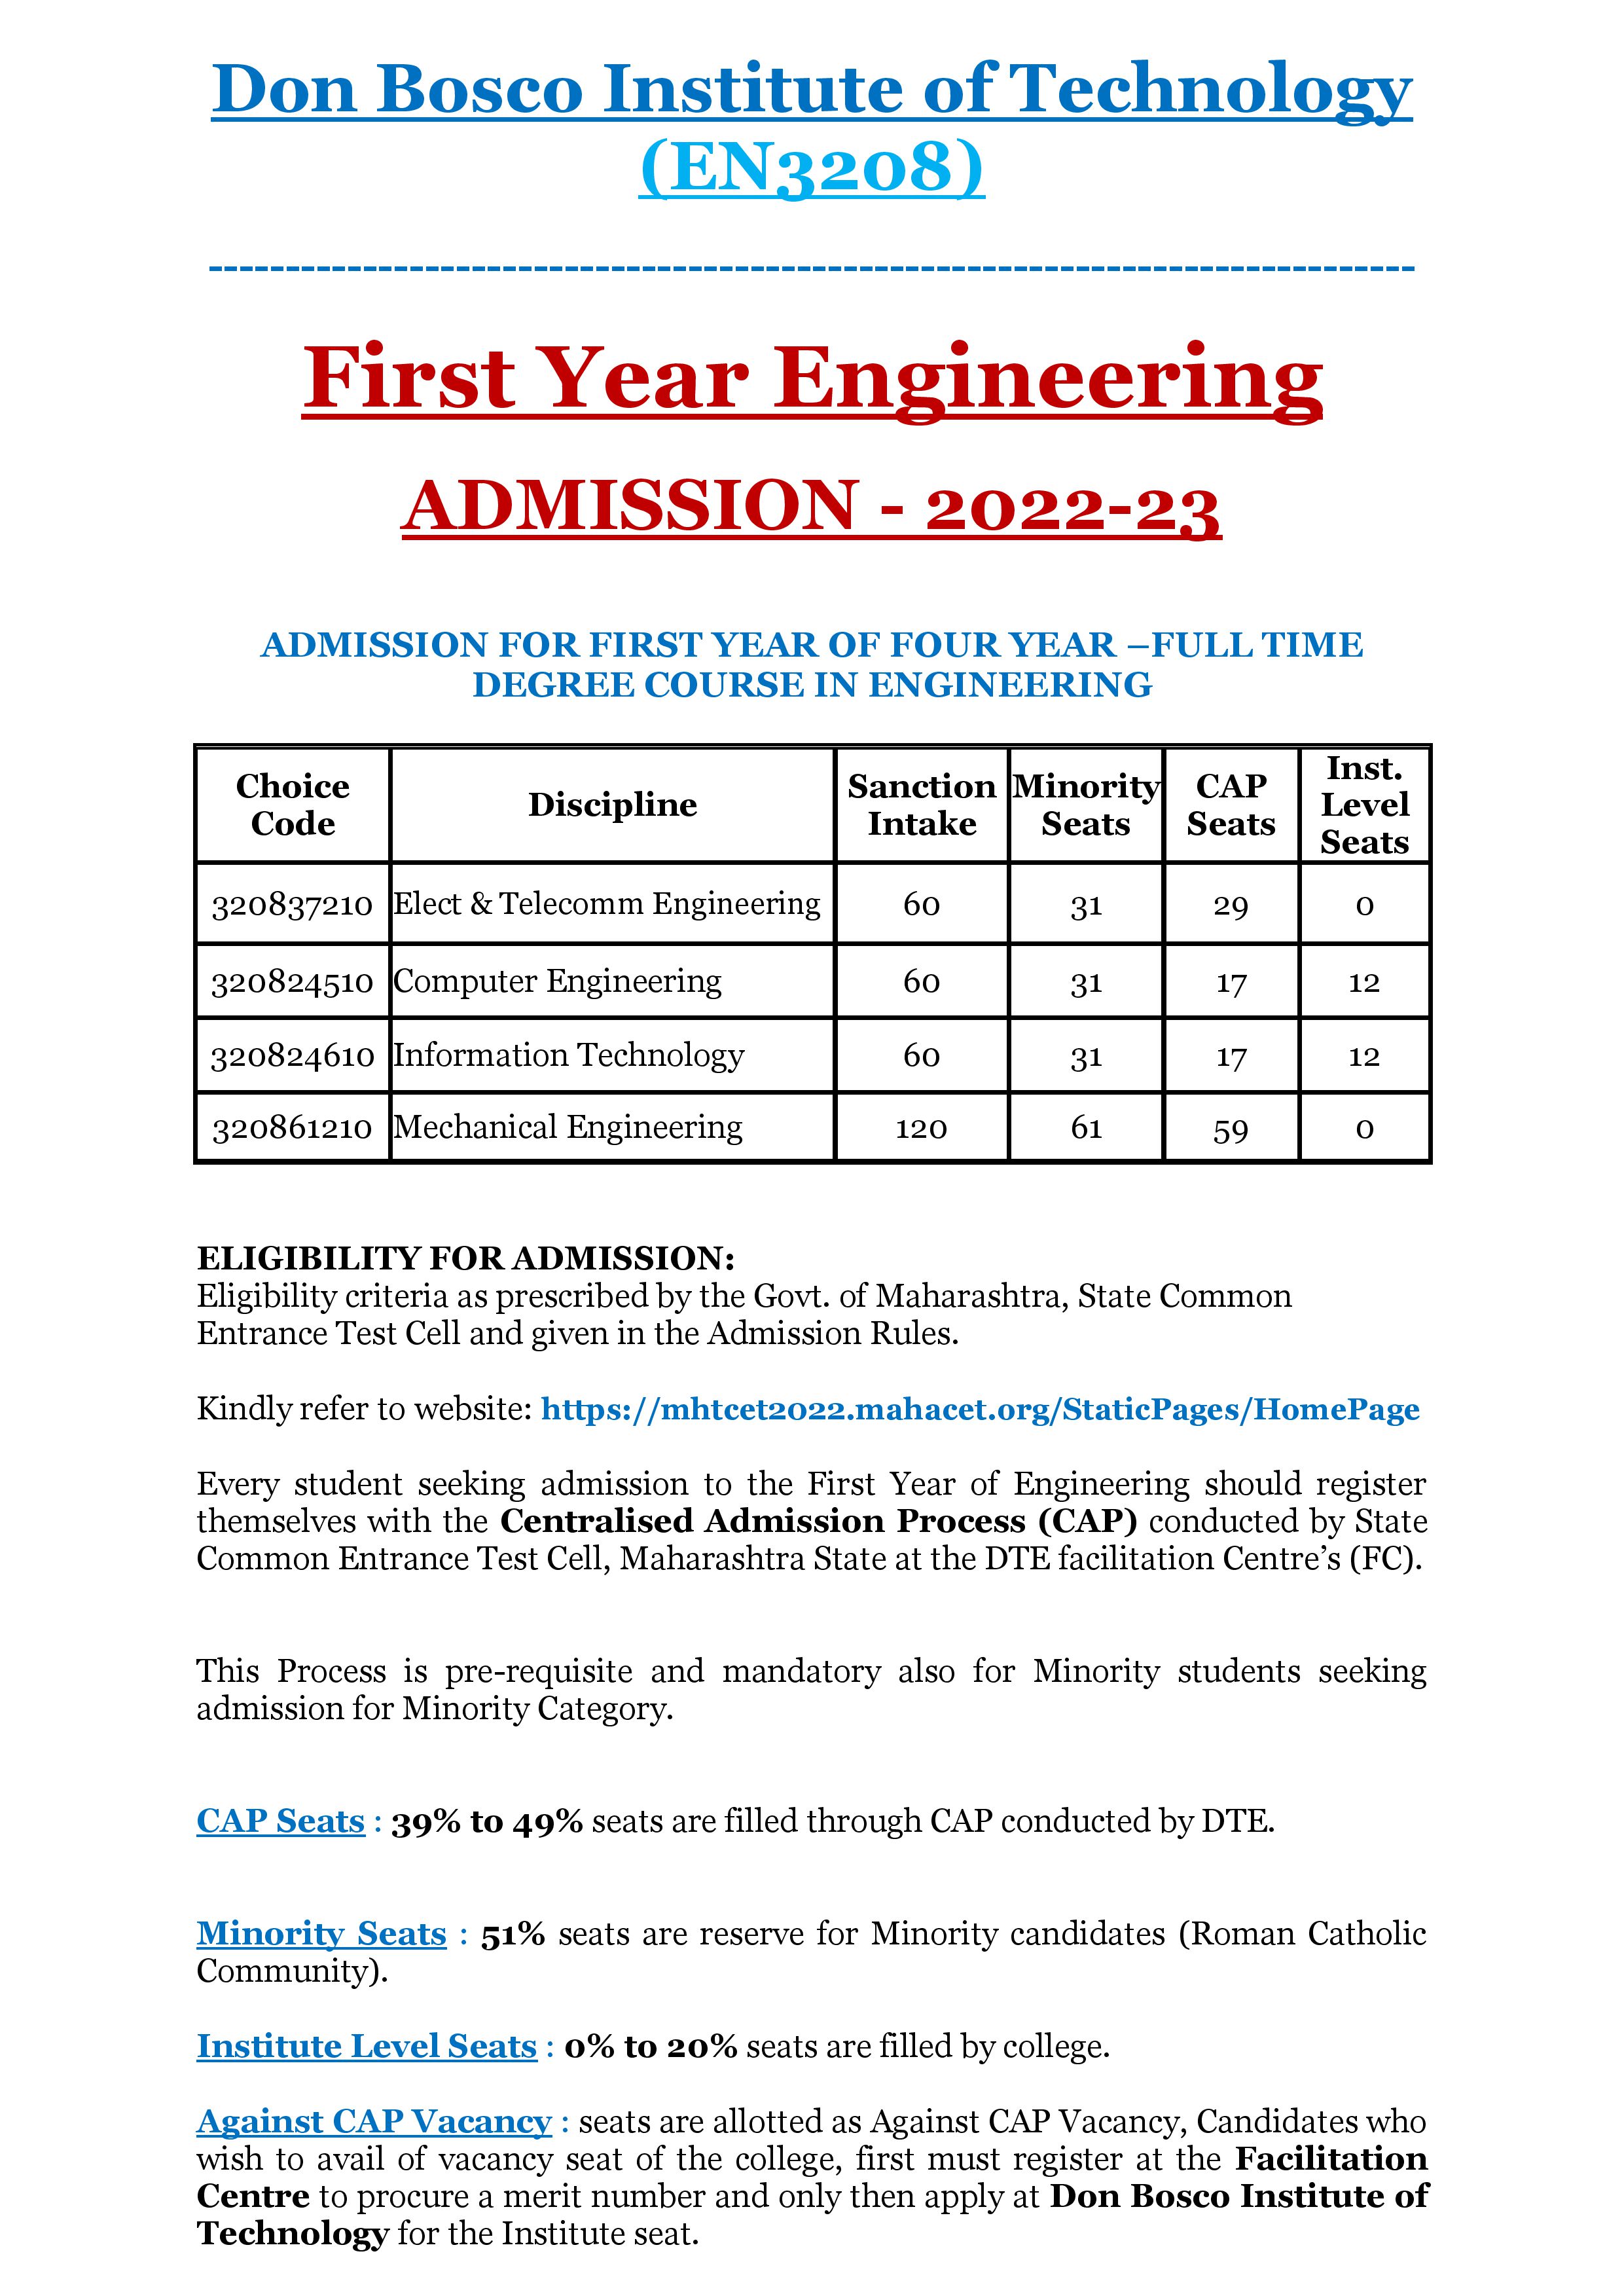 Don Bosco Institute of Technology
(EN3208)
------------------------------------------------------------------------------
First Year Engineering
ADMISSION - 2022-23
ADMISSION FOR FIRST YEAR OF FOUR YEAR –FULL TIME
DEGREE COURSE IN ENGINEERING
Choice Code Discipline Sanction Intake Minority Seats CAP Seats Inst. Level Seats
320837210 Elect & Telecomm Engineering 60 31 29 0
320824510 Computer Engineering 60 31 17 12
320824610 Information Technology 60 31 17 12
320861210 Mechanical Engineering 120 61 59 0
ELIGIBILITY FOR ADMISSION:
Eligibility criteria as prescribed by the Govt. of Maharashtra, State Common
Entrance Test Cell and given in the Admission Rules.
Kindly refer to website: https://mhtcet2022.mahacet.org/StaticPages/HomePage
Every student seeking admission to the First Year of Engineering should register
themselves with the Centralised Admission Process (CAP) conducted by State
Common Entrance Test Cell, Maharashtra State at the DTE facilitation Centre’s (FC).
This Process is pre-requisite and mandatory also for Minority students seeking
admission for Minority Category.
CAP Seats : 39% to 49% seats are filled through CAP conducted by DTE.
Minority Seats : 51% seats are reserve for Minority candidates (Roman Catholic
Community).
Institute Level Seats : 0% to 20% seats are filled by college.
Against CAP Vacancy : seats are allotted as Against CAP Vacancy, Candidates who
wish to avail of vacancy seat of the college, first must register at the Facilitation
Centre to procure a merit number and only then apply at Don Bosco Institute of
Technology for the Institute seat.